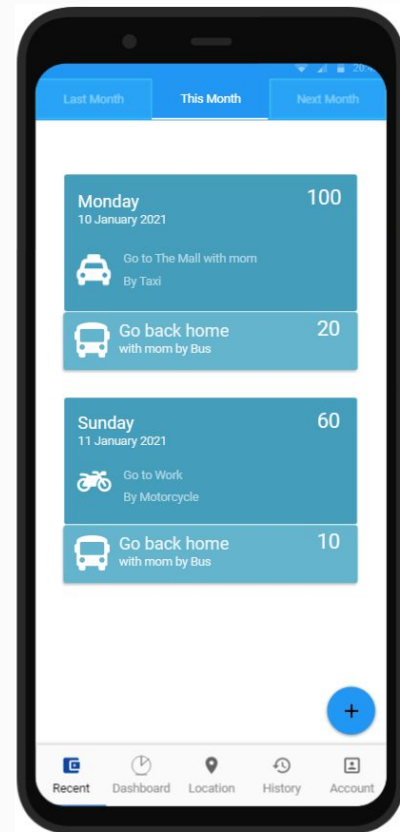 20:4
Last Month This Month Next Month
Monday 100
10 January 2021
Go to The Mall with mom
By Taxi
Go back home 20
with mom by Bus
Sunday 60
11 January 2021
Go to Work
By Motorcycle
Go back home 10
with mom by Bus
+
Recent Dashboard Location History Account